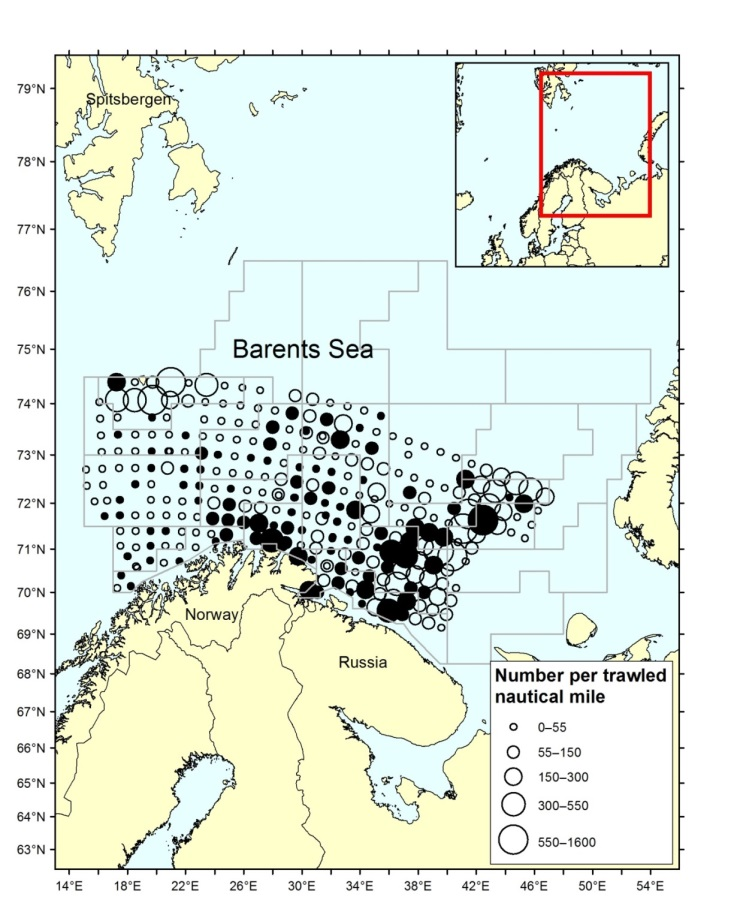 79°N
78°N
77°N
76°N
75°N
74°N
73°N
72°N
71°N
70°N
69°N
68°N
67°N
66°N
65°N
64°N
63°N
Spitsbergen
Barents Sea
Norway
Russia
Number per trawled
nautical mile
0–55
55–150
150–300
300–550
550–1600
14°E 18°E 22°E 26°E 30°E 34°E 38°E 42°E 46°E 50°E 54°E